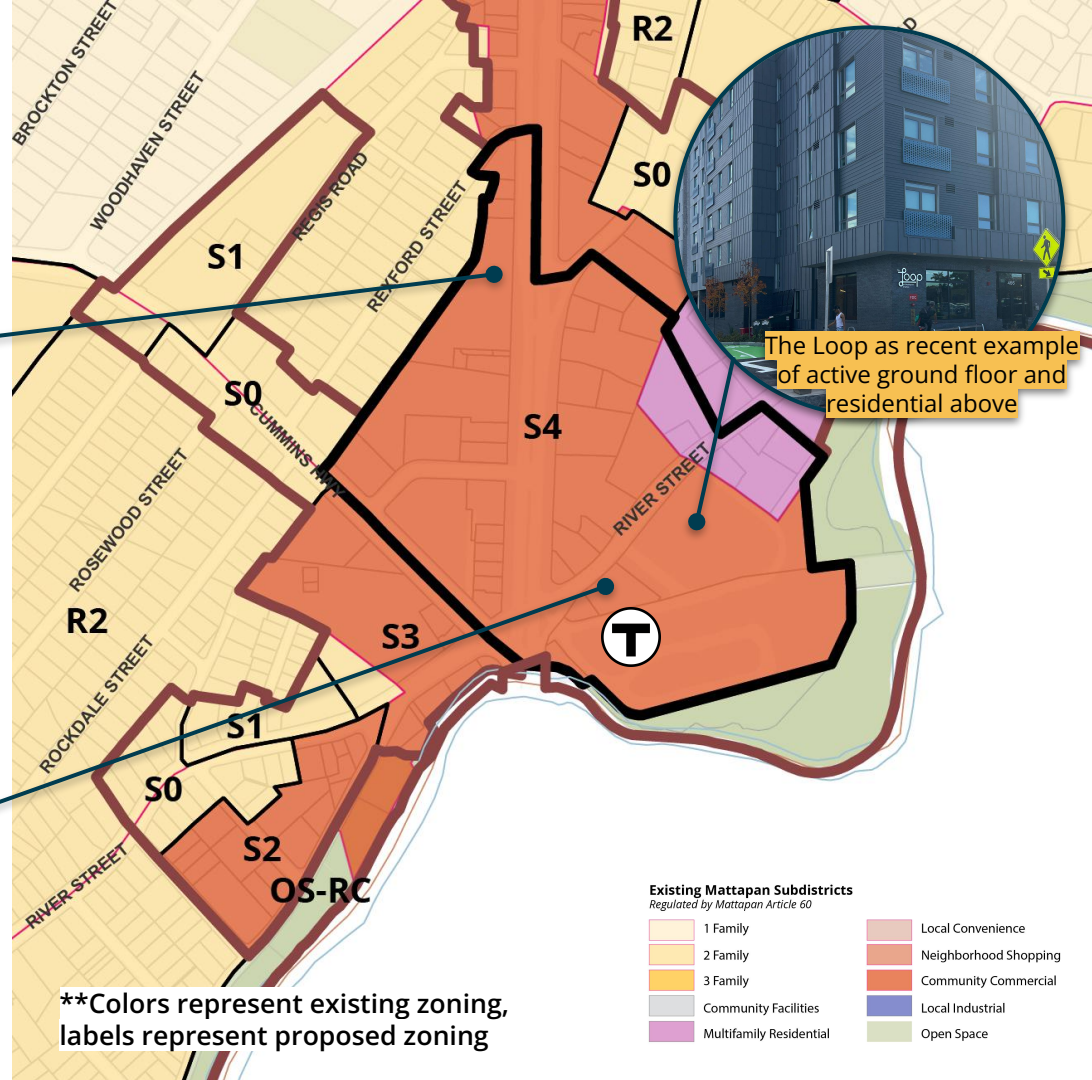 BROCKTON STREET
WOODHAVEN STREET
REGIS ROAD
REXFORD STREET
R2
D
S0
S1
S0
CUMMINS HWY
S4
RIVER STREET
loop
The Loop as recent example
of active ground floor and
residential above
ROSEWOOD STREET
R2
S3
T
ROCKDALE STREET
S1
S0
S2
OS-RC
RIVER STREET
Existing Mattapan Subdistricts
Regulated by Mattapan Article 60
1 Family
2 Family
3 Family
Community Facilities
Multifamily Residential
Local Convenience
Neighborhood Shopping
Community Commercial
Local Industrial
Open Space
**Colors represent existing zoning,
labels represent proposed zoning